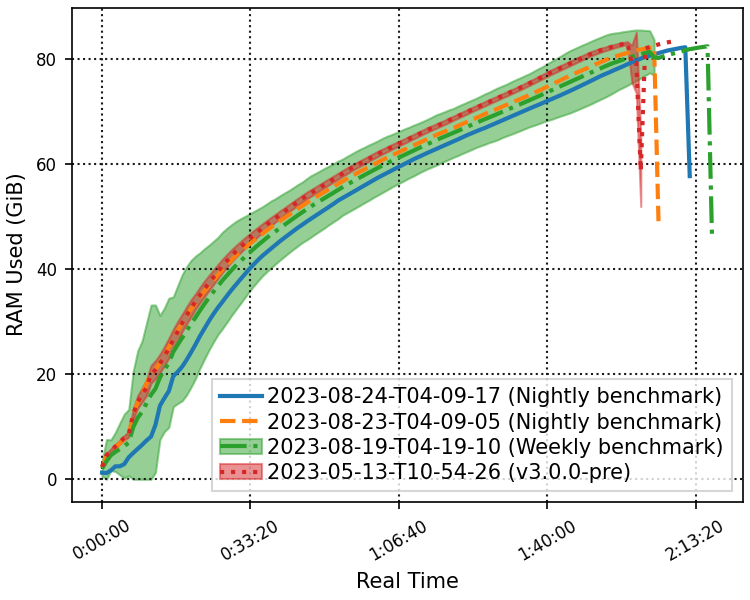 80
60
40
20
0
RAM Used (GiB)
2023-08-24-T04-09-17 (Nightly benchmark)
2023-08-23-T04-09-05 (Nightly benchmark)
2023-08-19-T04-19-10 (Weekly benchmark)
2023-05-13-T10-54-26 (v3.0.0-pre)
0:00:00
0:33:20
1:06:40
1:40:00
2:13:20
Real Time